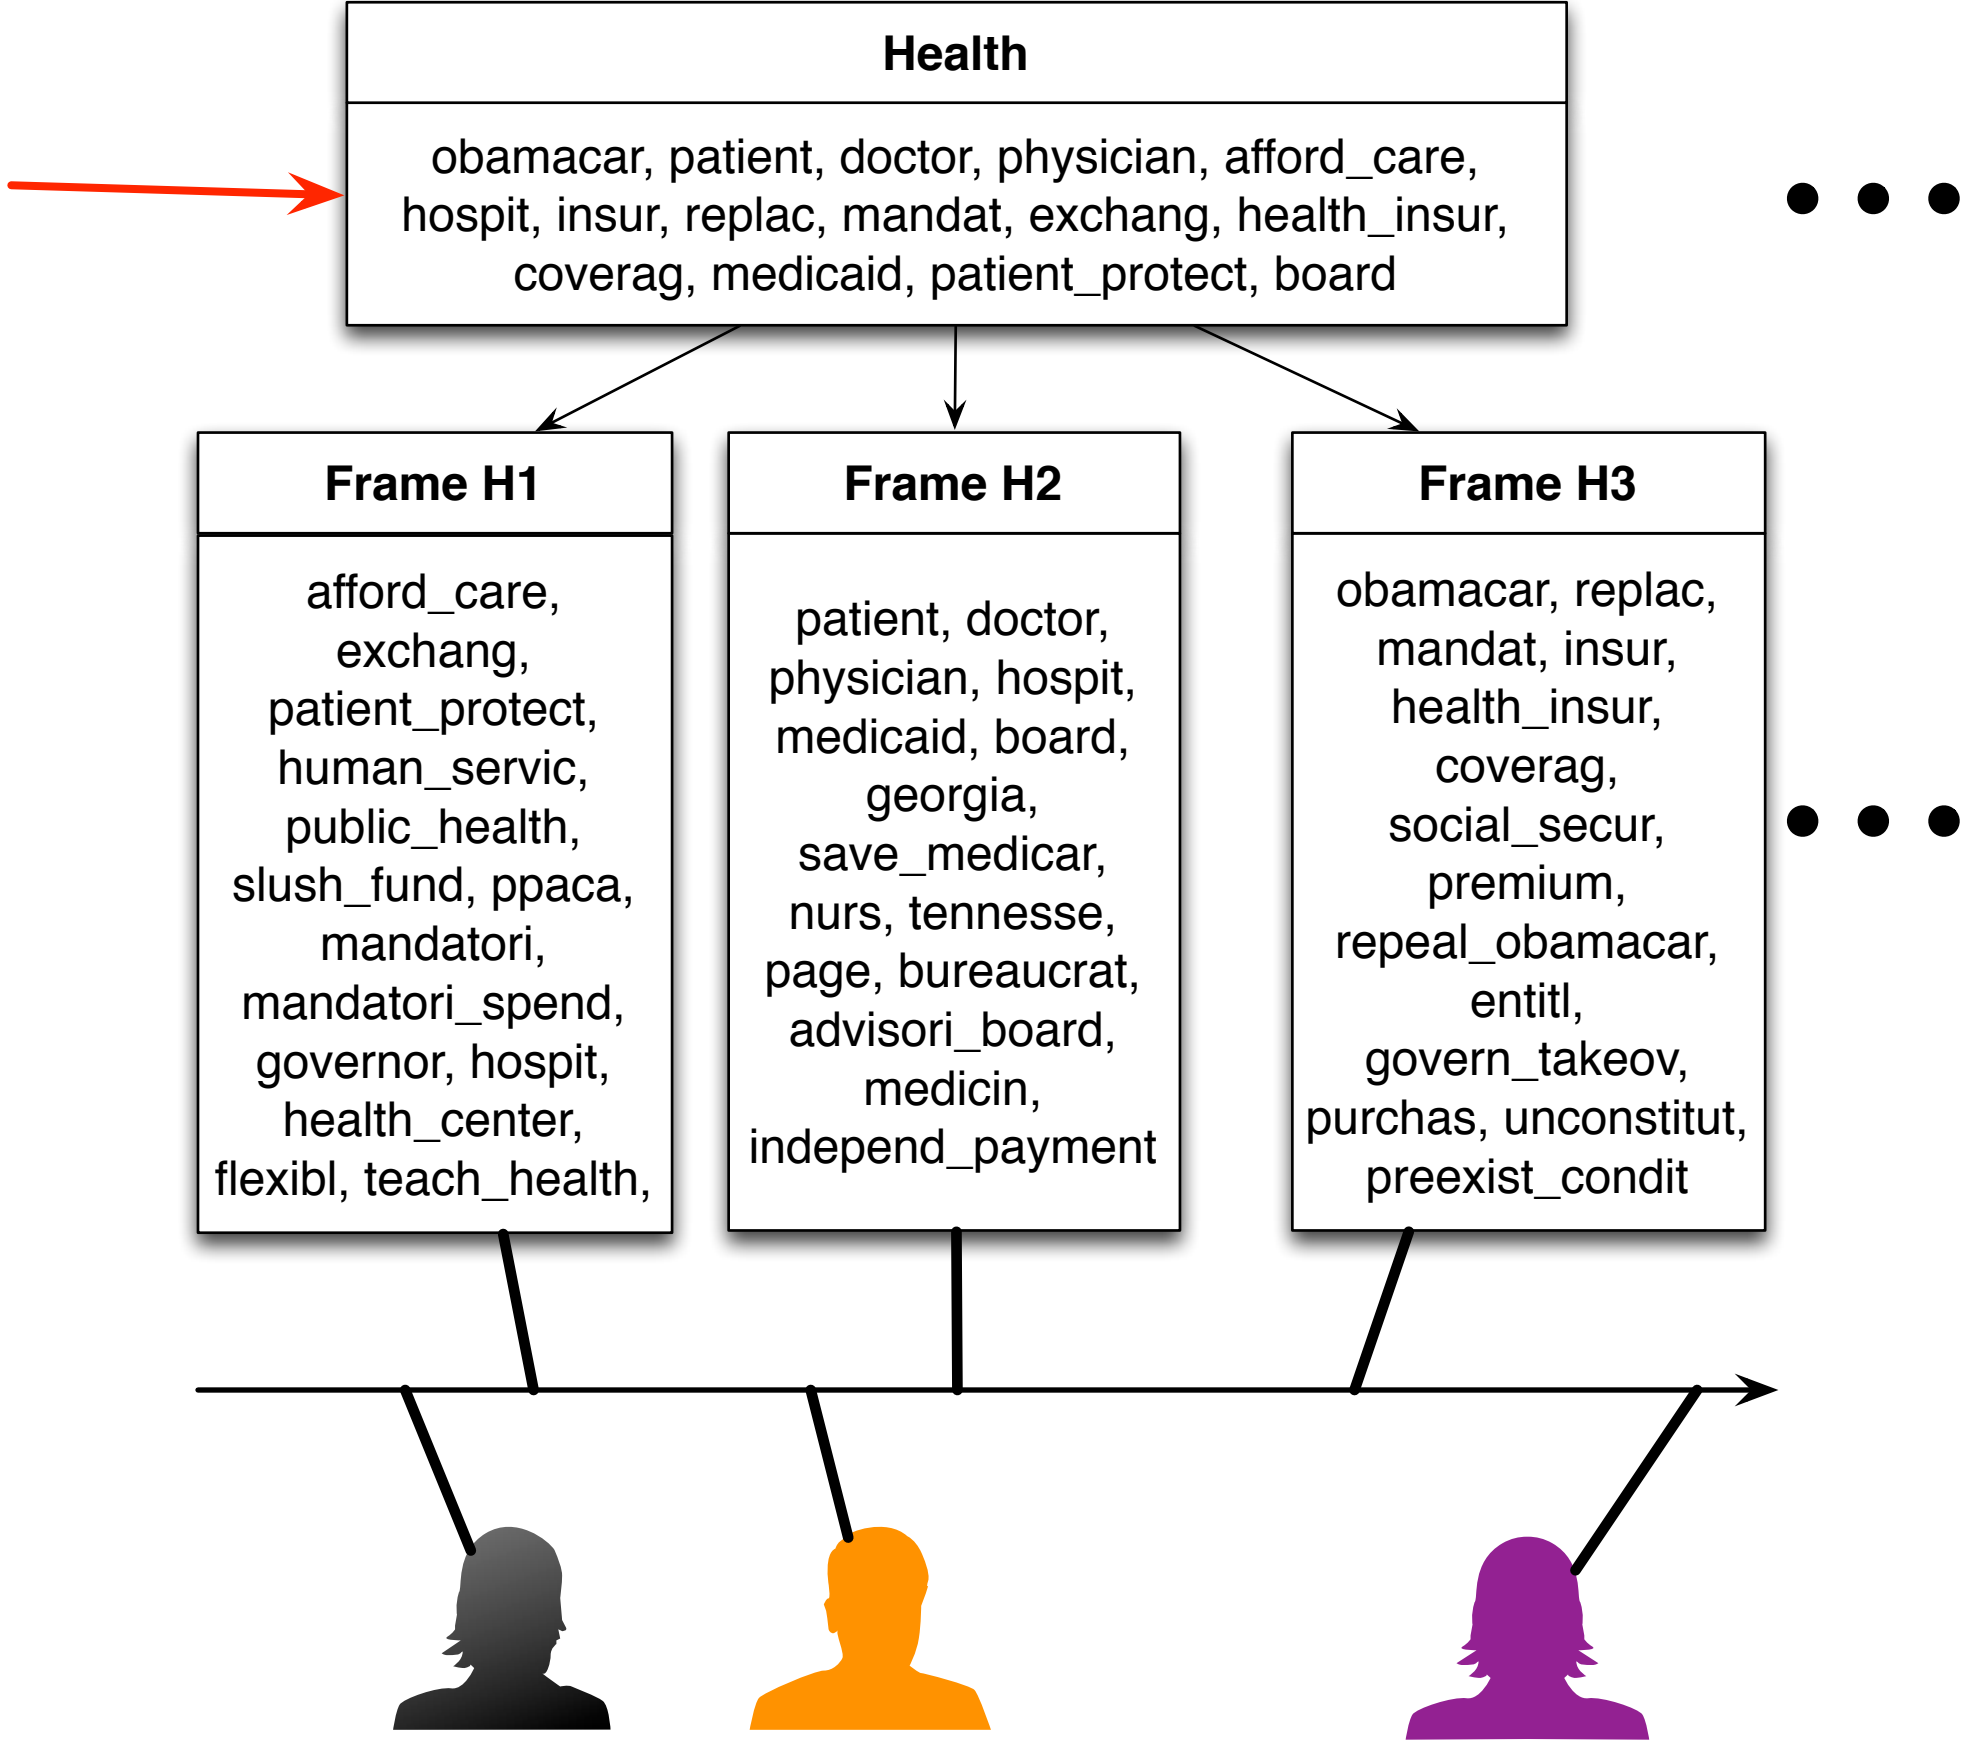 Health
obamacar, patient, doctor, physician, afford_care,
hospit, insur, replac, mandat, exchang, health_insur,
coverag, medicaid, patient_protect, board
Frame H1
afford_care,
exchang,
patient_protect,
human_servic,
public_health,
slush_fund, ppaca,
mandatori,
mandatori_spend,
governor, hospit,
health_center,
flexibl, teach_health,
Frame H2
patient, doctor,
physician, hospit,
medicaid, board,
georgia,
save_medicar,
nurs, tennesse,
page, bureaucrat,
advisori_board,
medicin,
independ_payment
Frame H3
obamacar, replac,
mandat, insur,
health_insur,
coverag,
social_secur,
premium,
repeal_obamacar,
entitl,
govern_takeov,
purchas, unconstitut,
preexist_condit